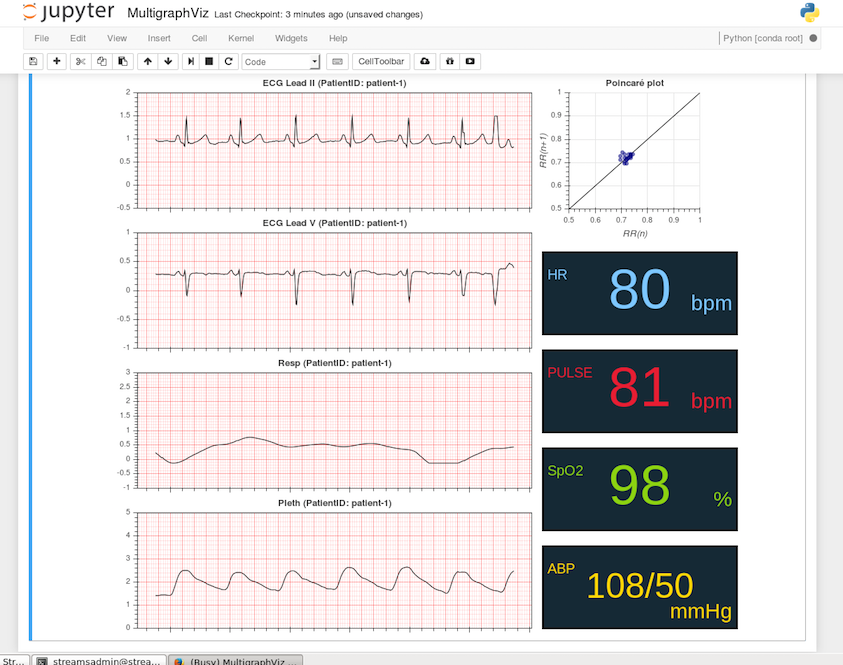 jupyter MultigraphViz Last Checkpoint: 3 minutes ago (unsaved changes)
File Edit View Insert Cell Kernel Widgets Help Python [conda root]
Code CellToolbar
ECG Lead II (PatientID: patient-1)
2
1.5
1
0.5
0
-0.5
Poincaré plot
1
0.9
0.8
0.7
0.6
0.5
RR(n+1)
0.5 0.6 0.7 0.8 0.9 1
RR(n)
ECG Lead V (PatientID: patient-1)
1
0.5
0
-0.5
-1
HR 80 bpm
Resp (PatientID: patient-1)
3
2.5
2
1.5
1
0.5
0
-0.5
-1
PULSE 81 bpm
SpO2 98 %
Pleth (PatientID: patient-1)
5
4
3
2
1
0
ABP 108/50 mmHg
Str... streamsadmin@strea... (Busy) MultigraphViz ...